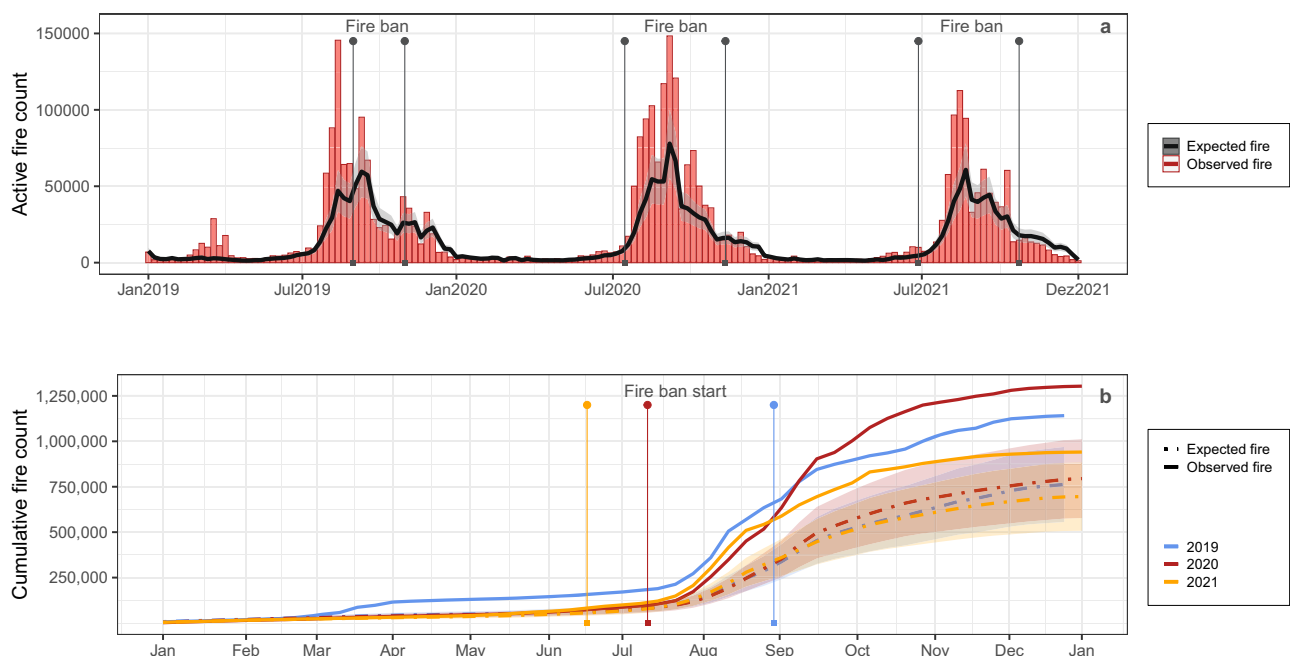 Fire ban Fire ban Fire ban a
150000
100000
50000
0
Active fire count
Jan2019 Jul2019 Jan2020 Jul2020 Jan2021 Jul2021 Dez2021
Expected fire
Observed fire
Fire ban start b
1,250,000
1,000,000
750,000
500,000
250,000
Cumulative fire count
Jan Feb Mar Apr May Jun Jul Aug Sep Oct Nov Dec Jan
Expected fire
Observed fire
2019
2020
2021